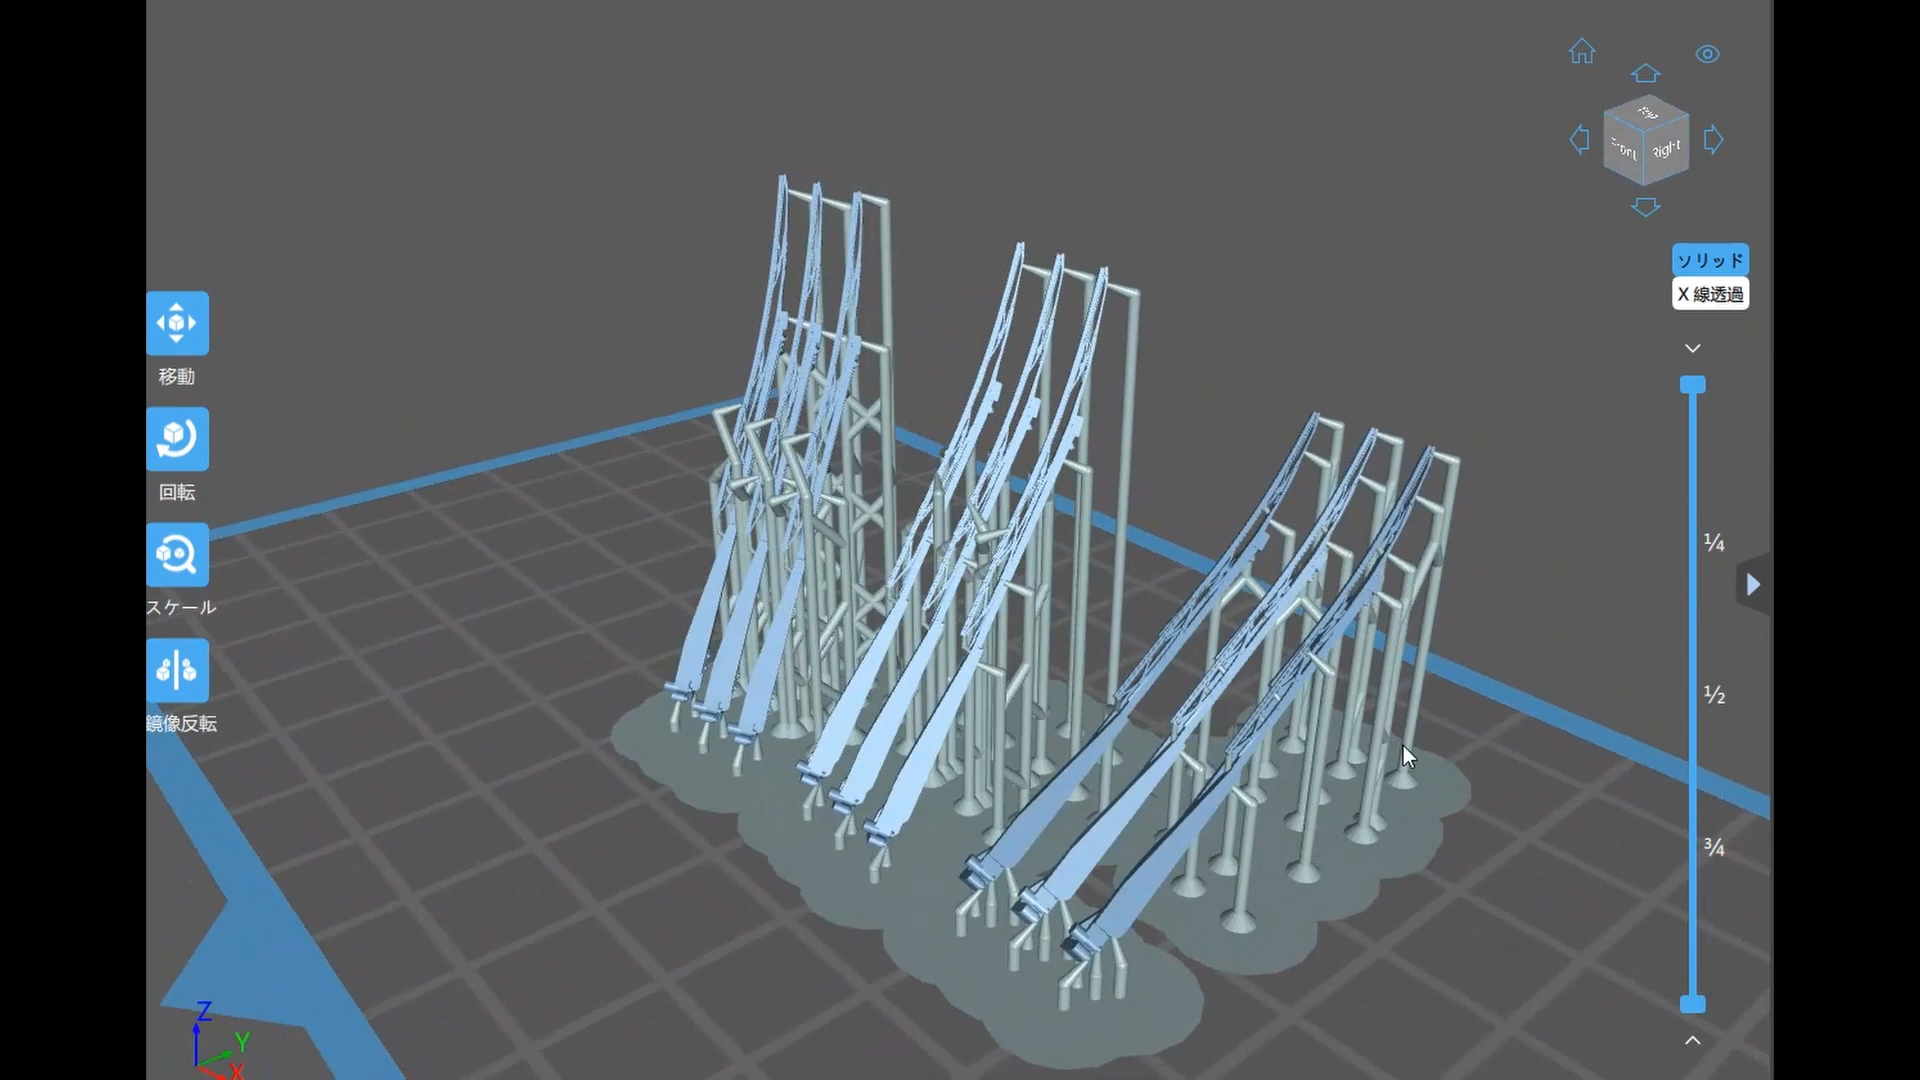 Top
Front
Right
ソリッド
X 線透過
移動
回転
スケール
鏡像反転
¼
½
¾
Z
Y
X